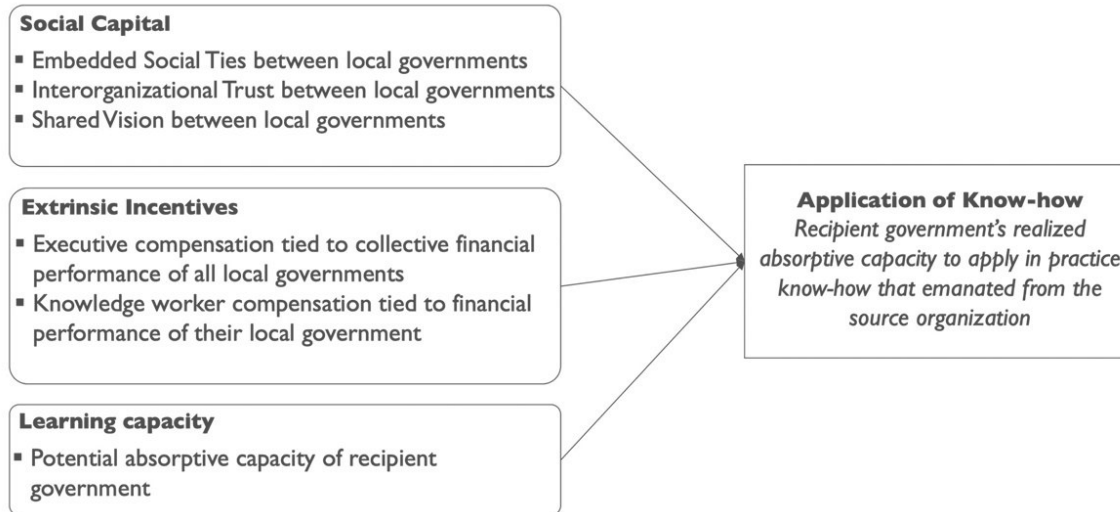 Social Capital
▪ Embedded Social Ties between local governments
▪ Interorganizational Trust between local governments
▪ Shared Vision between local governments
Extrinsic Incentives
▪ Executive compensation tied to collective financial
performance of all local governments
▪ Knowledge worker compensation tied to financial
performance of their local government
Learning capacity
▪ Potential absorptive capacity of recipient
government
Application of Know-how
Recipient government's realized
absorptive capacity to apply in practice
know-how that emanated from the
source organization